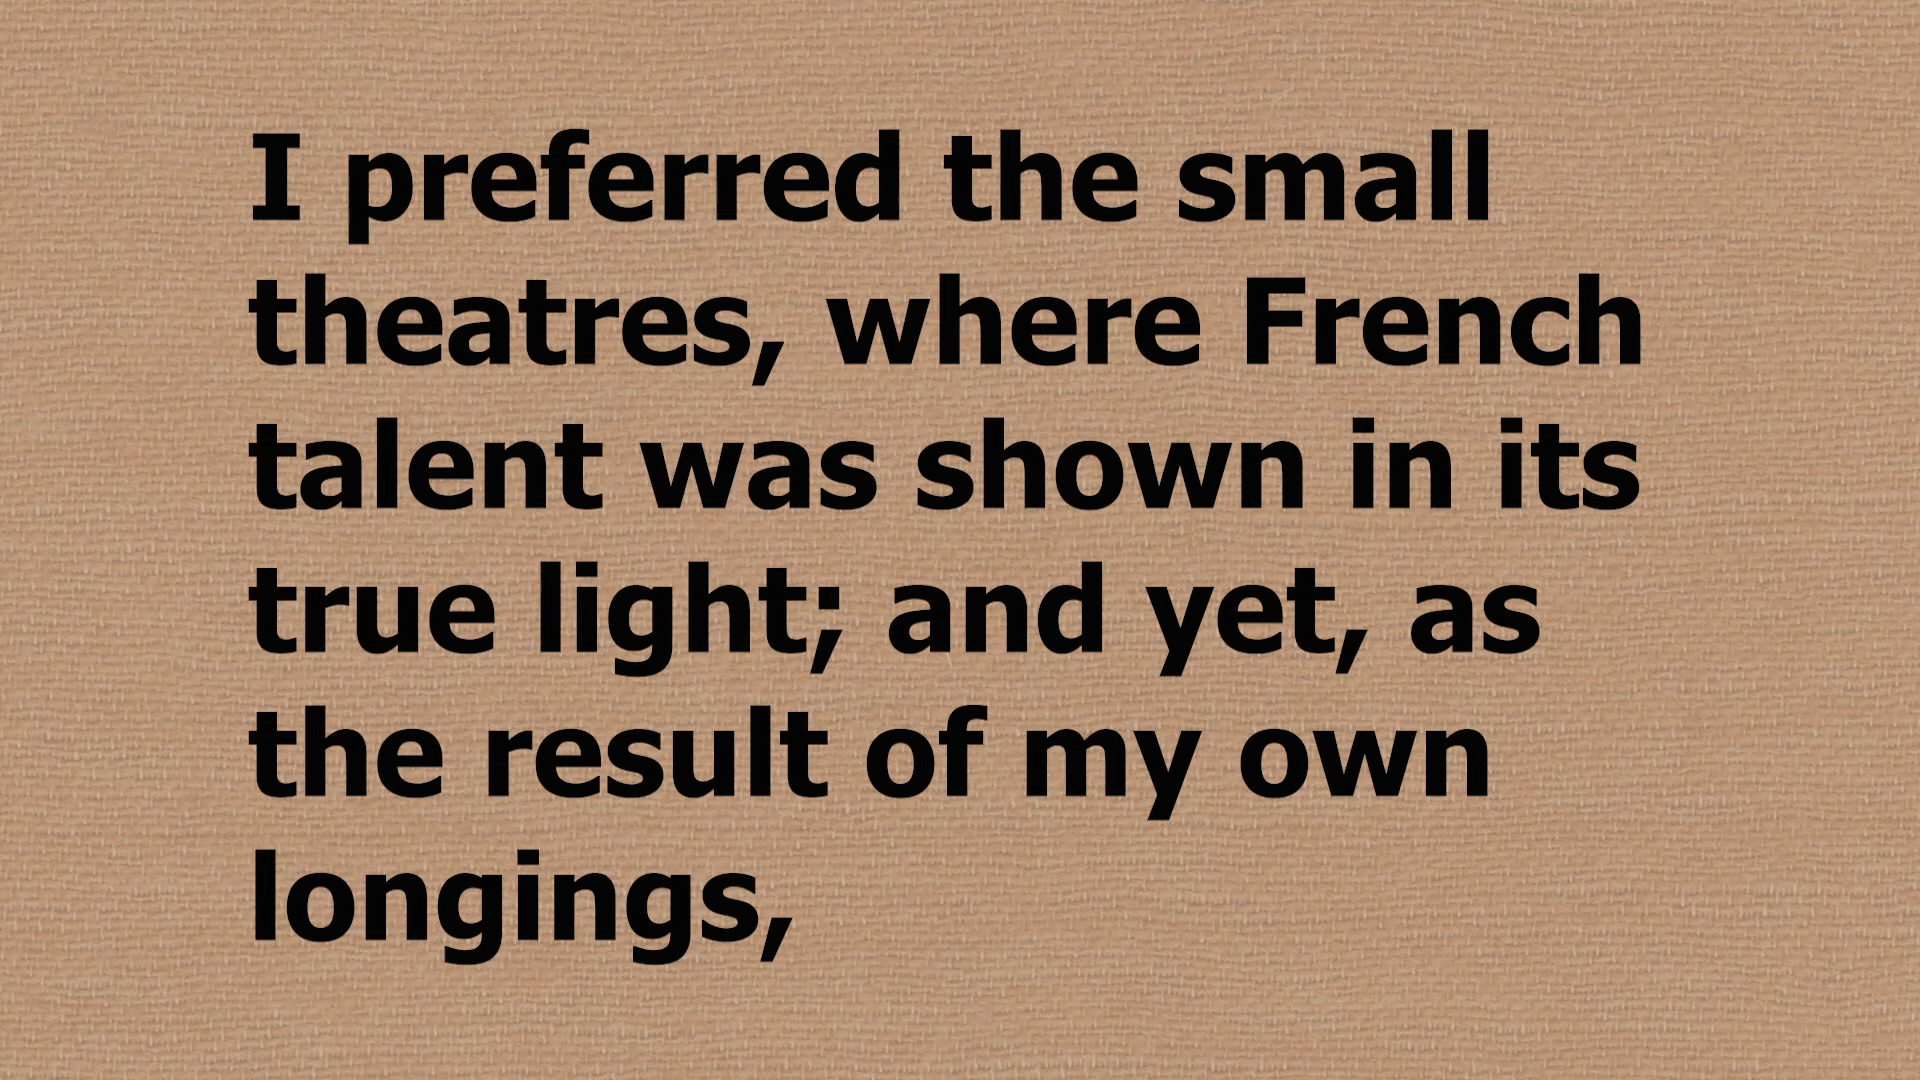 I preferred the small
theatres, where French
talent was shown in its
true light; and yet, as
the result of my own
longings,